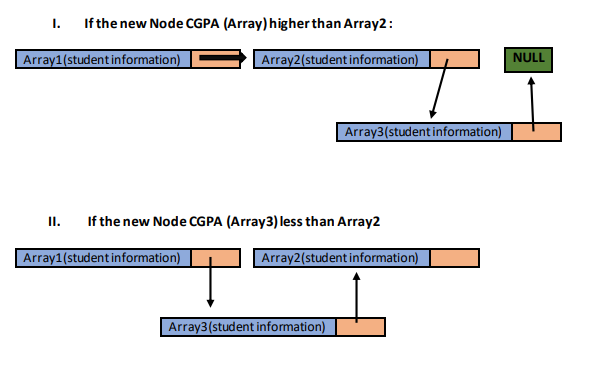 I. If the new Node CGPA (Array) higher than Array2 :
Array1(student information) Array2(student information) NULL
Array3(student information)
II. If the new Node CGPA (Array3) less than Array2
Array1(student information) Array2(student information)
Array3(student information)